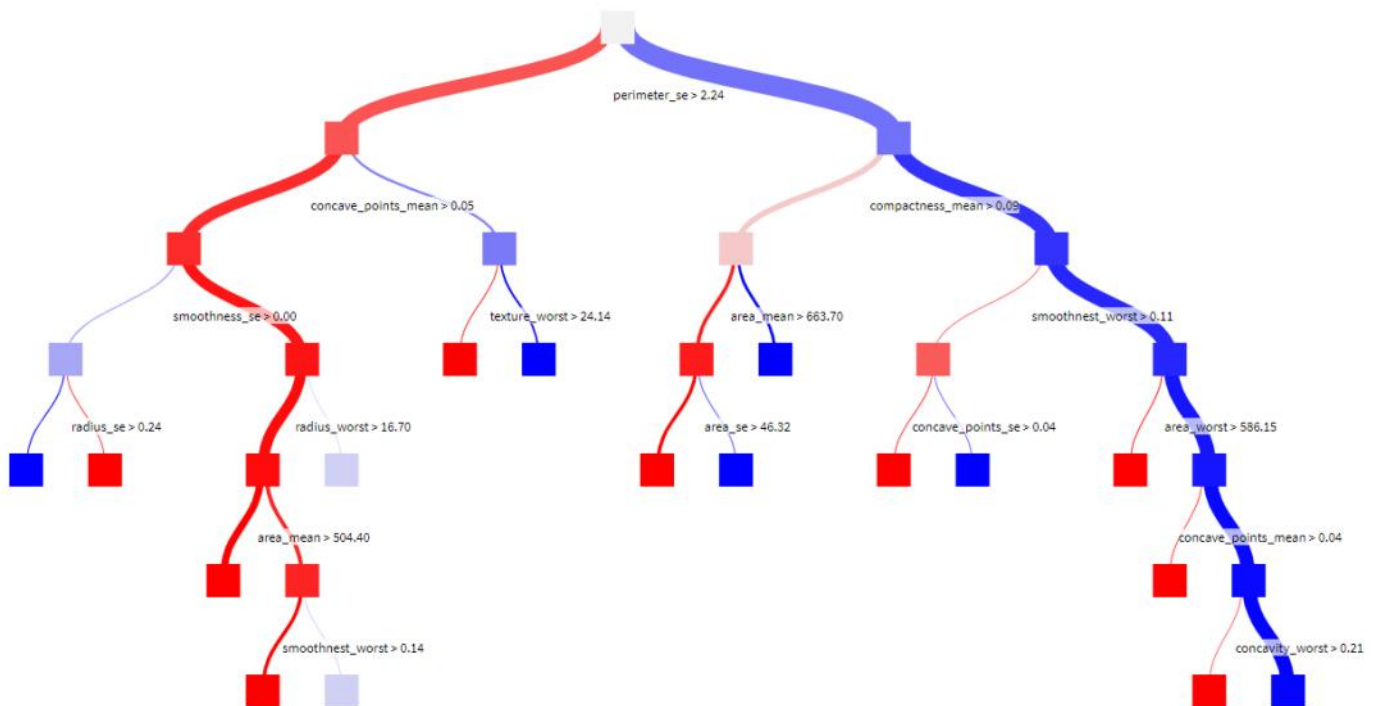 perimeter_se > 2.24
concave_points_mean > 0.05
compactness_mean > 0.09
smoothness_se > 0.00
texture_worst > 24.14
area_mean > 663.70
smoothnest_worst > 0.11
radius_se > 0.24
radius_worst > 16.70
area_se > 46.32
concave_points_se > 0.04
area_worst > 586.15
area_mean > 504.40
concave_points_mean > 0.04
smoothnest_worst > 0.14
concavity_worst > 0.21